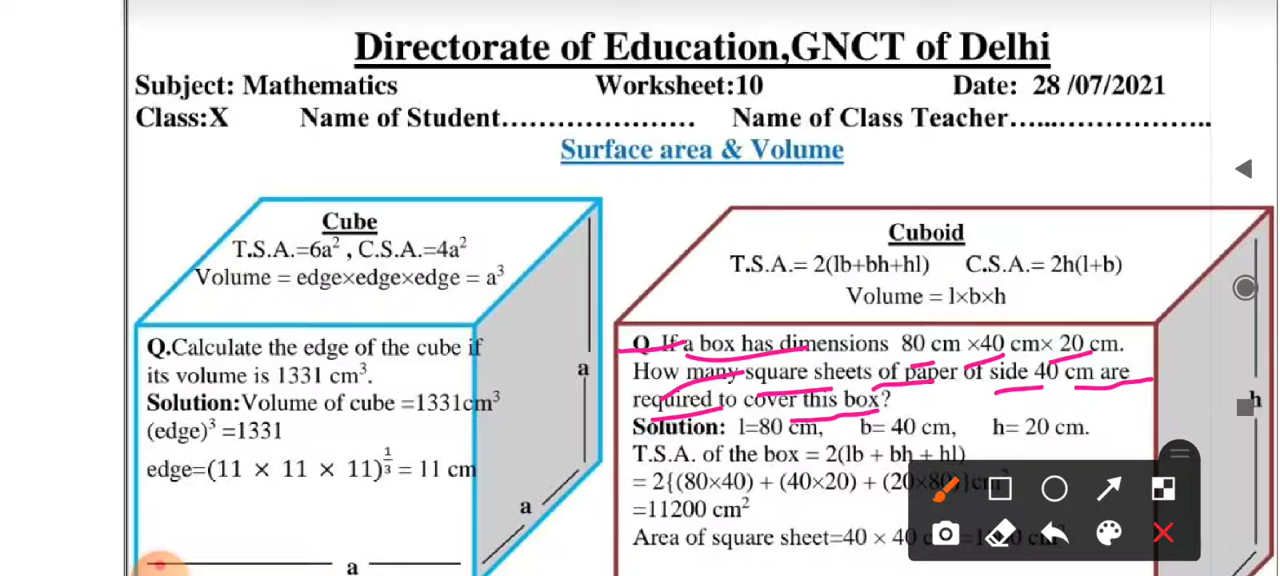 Directorate of Education,GNCT of Delhi
Subject: Mathematics Worksheet:10 Date: 28 /07/2021
Class:X Name of Student..................... Name of Class Teacher......................
Surface area & Volume
Cube
T.S.A.=6a² , C.S.A.=4a²
Volume = edge×edge×edge = a³
Q.Calculate the edge of the cube if
its volume is 1331 cm³.
Solution:Volume of cube =1331cm³
(edge)³ =1331
edge=(11 × 11 × 11)^(1/3) = 11 cm
a
a
a
Cuboid
T.S.A.= 2(lb+bh+hl) C.S.A.= 2h(l+b)
Volume = l×b×h
Q. If a box has dimensions 80 cm ×40 cm× 20 cm.
How many square sheets of paper of side 40 cm are
required to cover this box?
Solution: l=80 cm, b= 40 cm, h= 20 cm.
T.S.A. of the box = 2(lb + bh + hl)
= 2{(80×40) + (40×20) + (20×80)}cm²
=11200 cm²
Area of square sheet=40 × 40
h